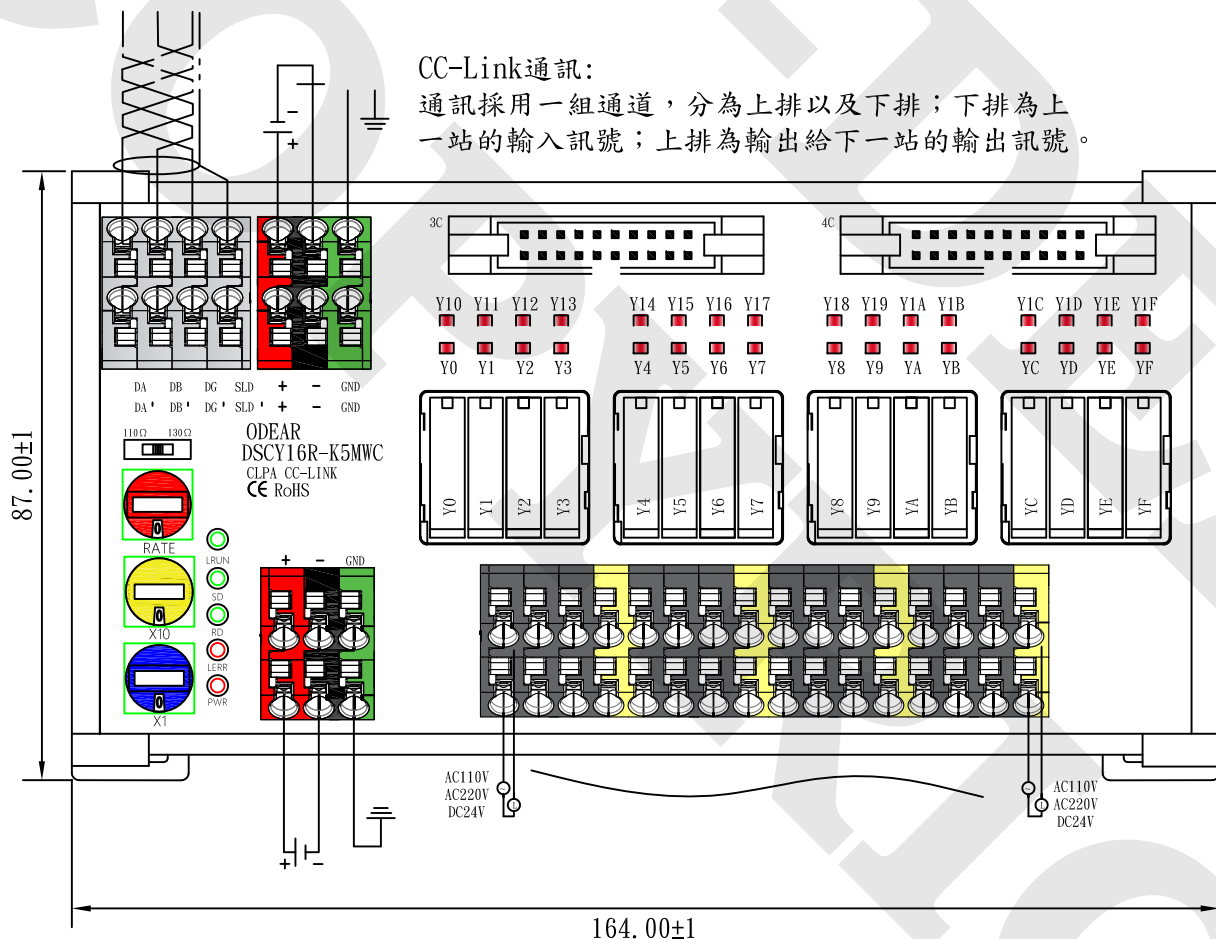 CC-Link通訊:
通訊採用一組通道，分為上排以及下排；下排為上
一站的輸入訊號；上排為輸出給下一站的輸出訊號。
- +
3C 4C
Y10 Y11 Y12 Y13 Y14 Y15 Y16 Y17 Y18 Y19 Y1A Y1B Y1C Y1D Y1E Y1F
Y0 Y1 Y2 Y3 Y4 Y5 Y6 Y7 Y8 Y9 YA YB YC YD YE YF
DA DB DG SLD + - GND
DA' DB' DG' SLD' + - GND
110Ω 130Ω
ODEAR
DSCY16R-K5MWC
CLPA CC-LINK
CE RoHS
Y0 Y1 Y2 Y3 Y4 Y5 Y6 Y7 Y8 Y9 YA YB YC YD YE YF
0
RATE
0
X10
0
X1
LRUN
SD
RD
LERR
PWR
+ - GND
87.00±1
AC110V
AC220V
DC24V
~
AC110V
AC220V
DC24V
~
+ -
164.00±1